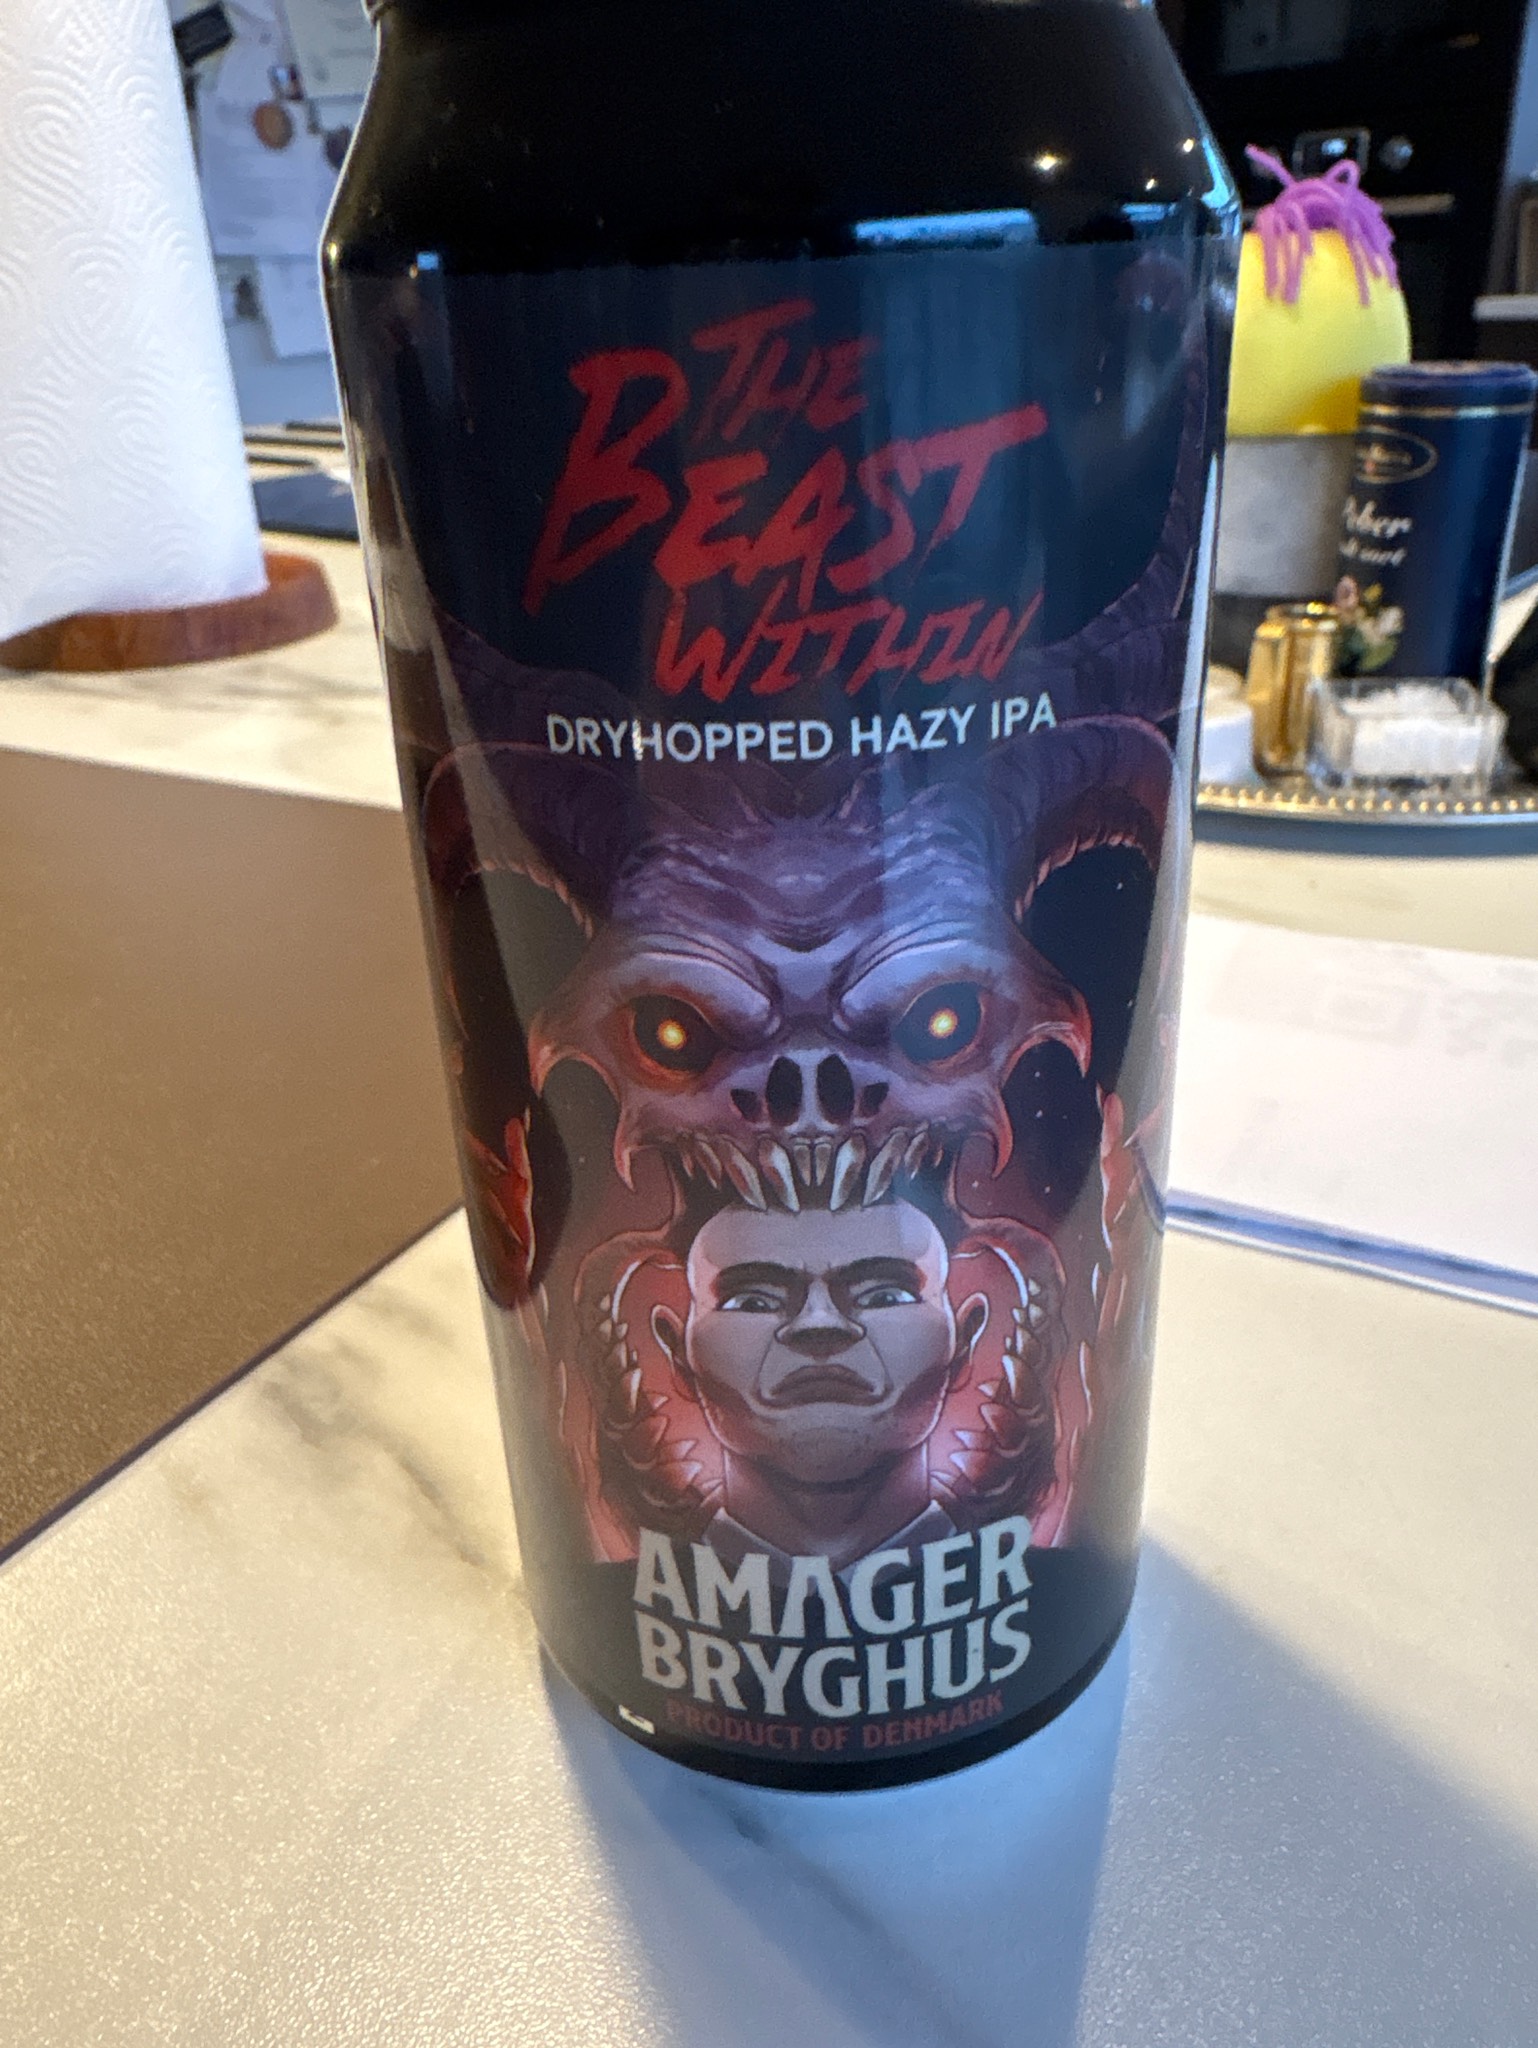 THE
BEAST
WITHIN
DRYHOPPED HAZY IPA
AMAGER
BRYGHUS
PRODUCT OF DENMARK